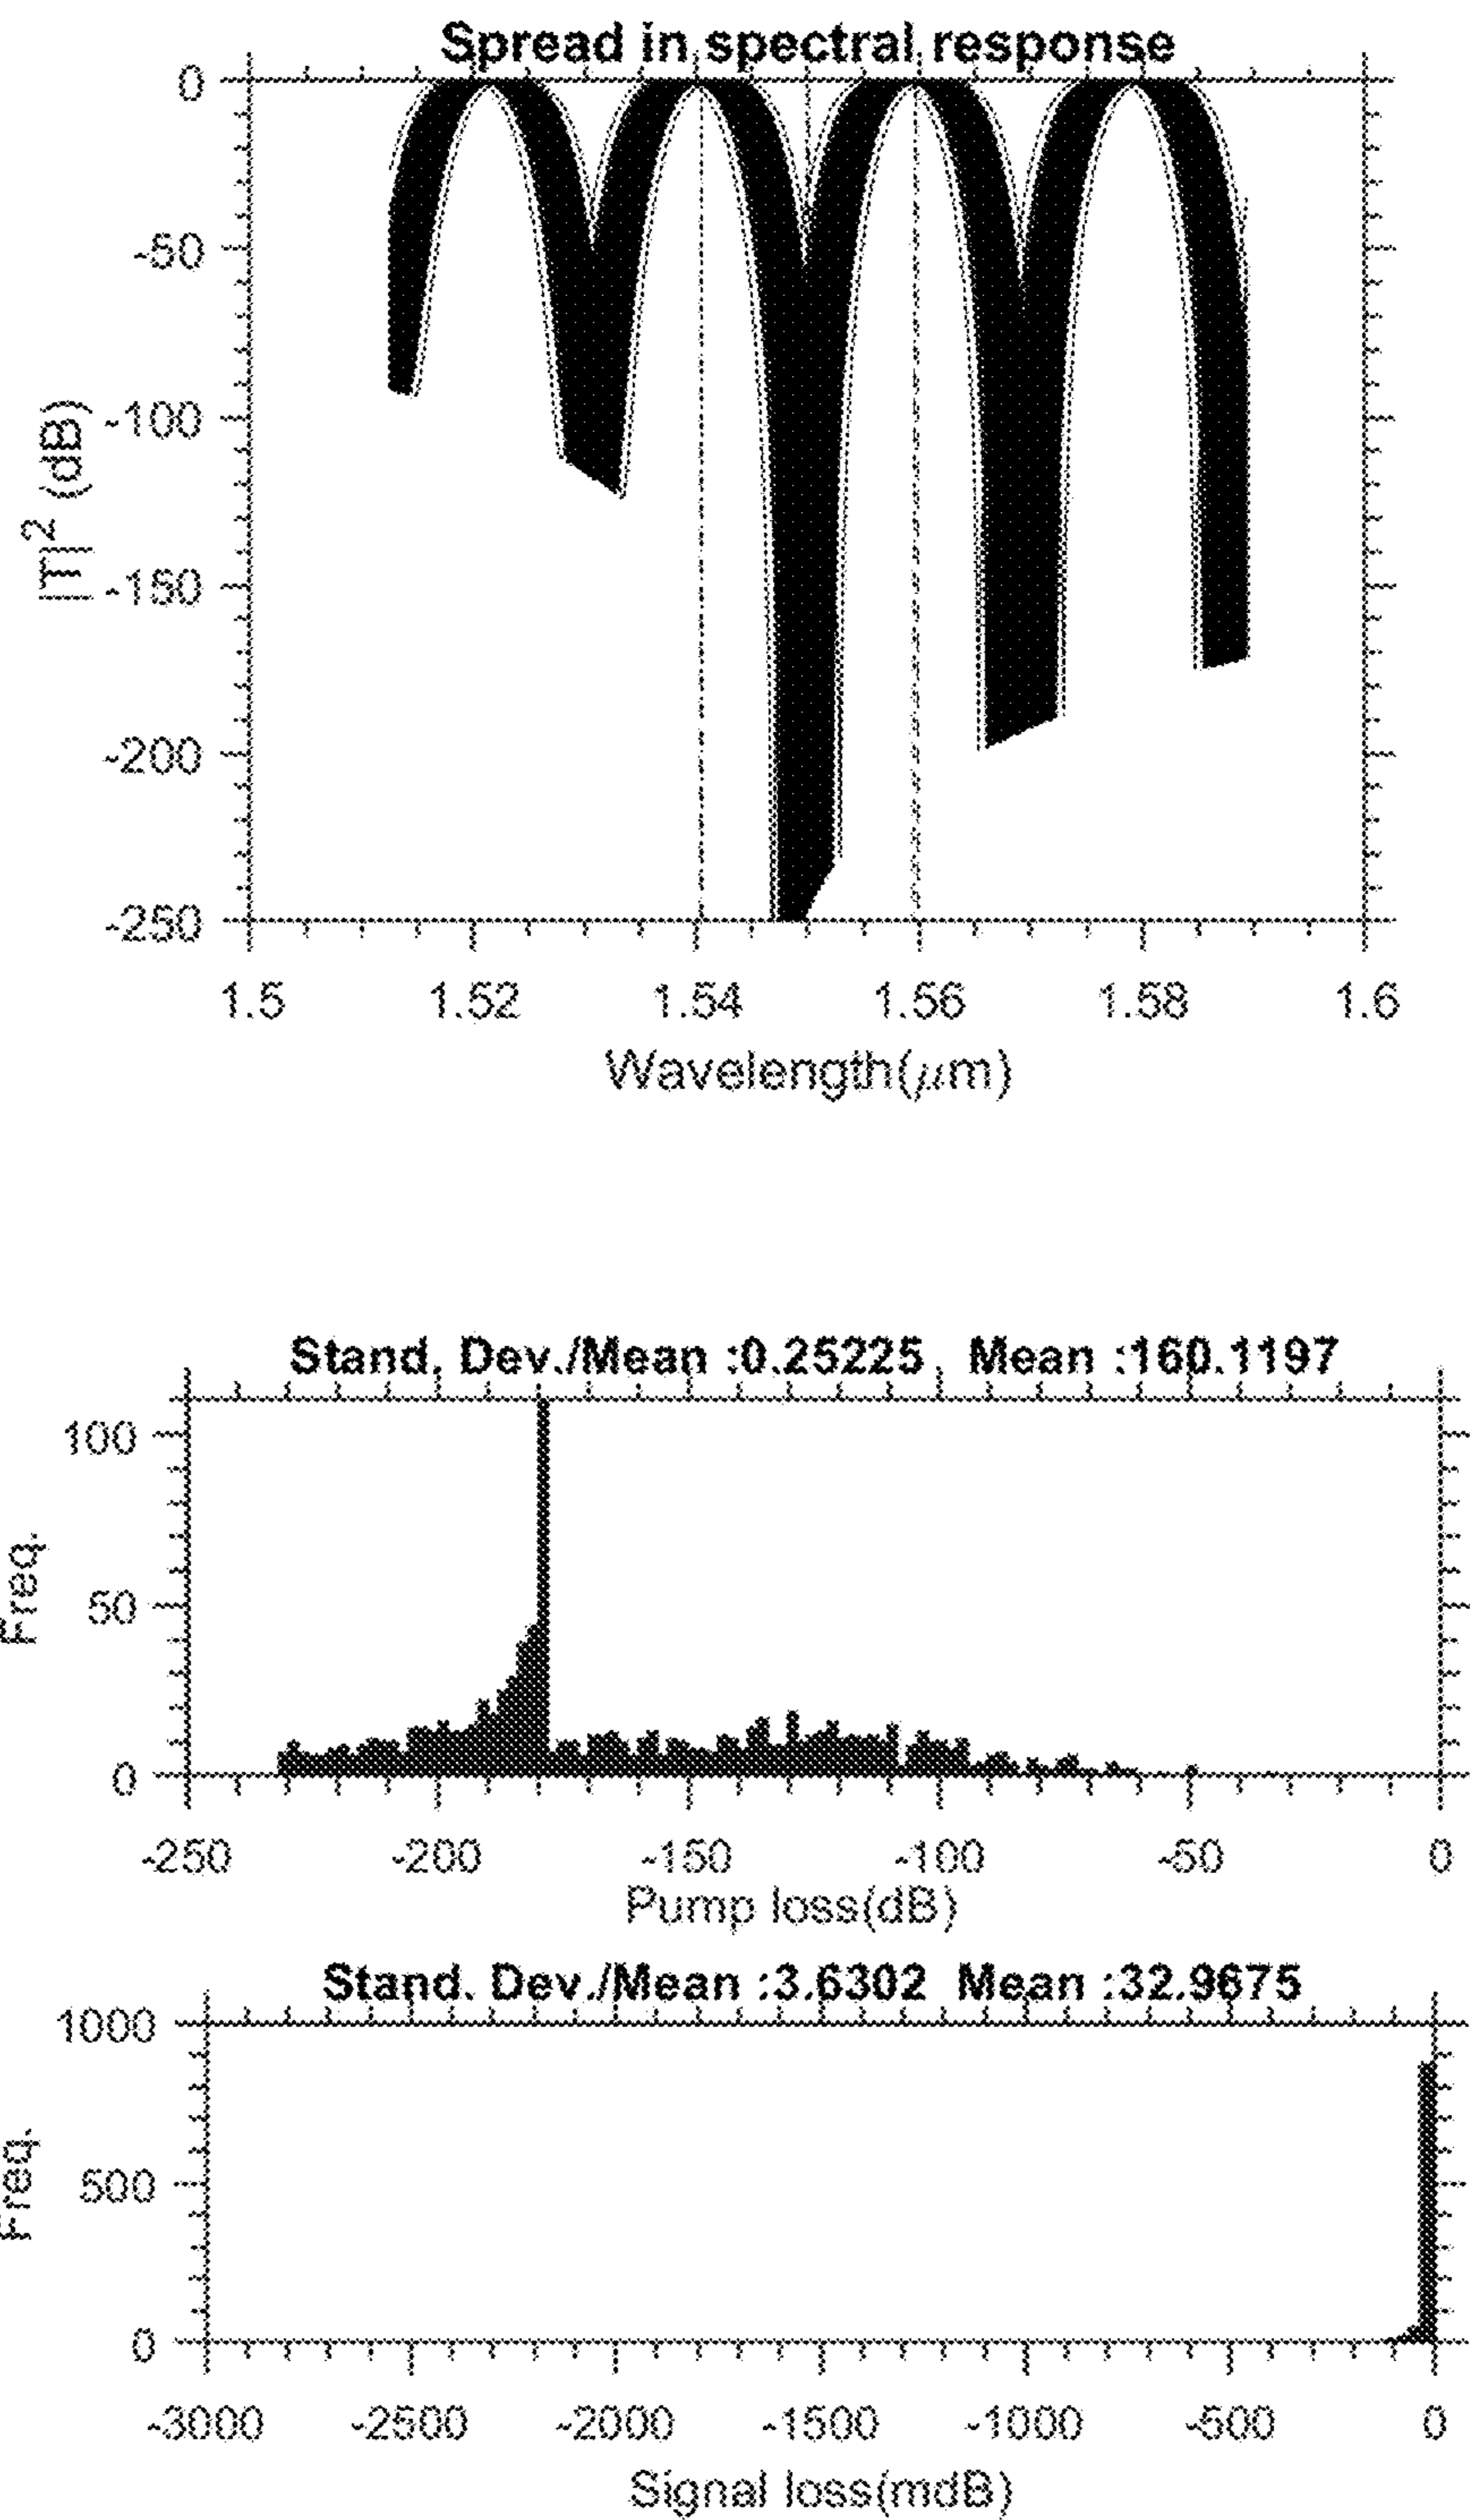 Spread in spectral response
0
-50
-100
-150
-200
-250
|T|² (dB)
1.5 1.52 1.54 1.56 1.58 1.6
Wavelength(μm)
Stand. Dev./Mean :0.25225 Mean :160.1197
100
50
0
Freq.
-250 -200 -150 -100 -50 0
Pump loss(dB)
Stand. Dev./Mean :3.6302 Mean :32.9675
1000
500
0
Freq.
-3000 -2500 -2000 -1500 -1000 -500 0
Signal loss(mdB)